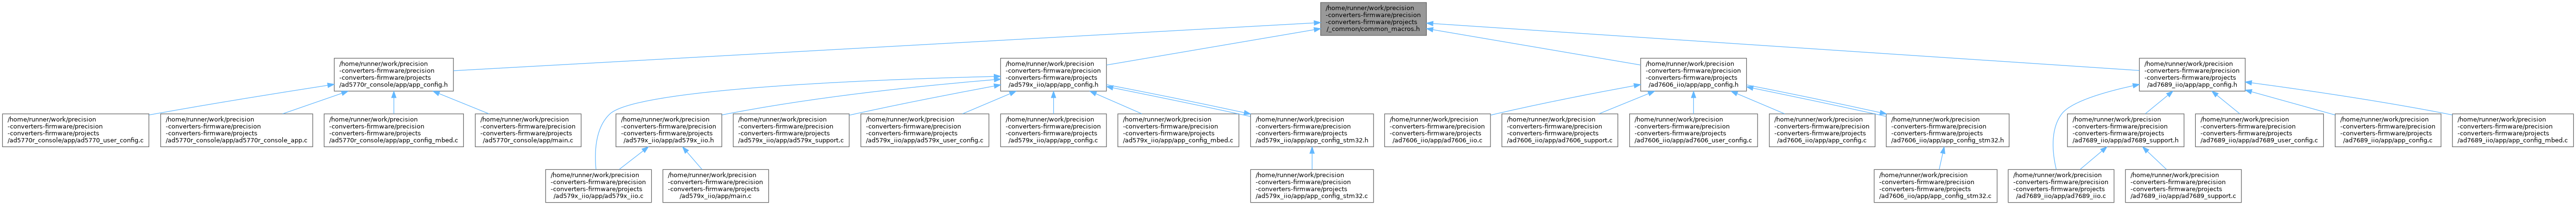 /home/runner/work/precision
-converters-firmware/precision
-converters-firmware/projects
/_common/common_macros.h
/home/runner/work/precision
-converters-firmware/precision
-converters-firmware/projects
/ad5770r_console/app/app_config.h
/home/runner/work/precision
-converters-firmware/precision
-converters-firmware/projects
/ad579x_iio/app/app_config.h
/home/runner/work/precision
-converters-firmware/precision
-converters-firmware/projects
/ad7606_iio/app/app_config.h
/home/runner/work/precision
-converters-firmware/precision
-converters-firmware/projects
/ad7689_iio/app/app_config.h
/home/runner/work/precision
-converters-firmware/precision
-converters-firmware/projects
/ad5770r_console/app/ad5770_user_config.c
/home/runner/work/precision
-converters-firmware/precision
-converters-firmware/projects
/ad5770r_console/app/ad5770r_console_app.c
/home/runner/work/precision
-converters-firmware/precision
-converters-firmware/projects
/ad5770r_console/app/app_config_mbed.c
/home/runner/work/precision
-converters-firmware/precision
-converters-firmware/projects
/ad5770r_console/app/main.c
/home/runner/work/precision
-converters-firmware/precision
-converters-firmware/projects
/ad579x_iio/app/ad579x_iio.h
/home/runner/work/precision
-converters-firmware/precision
-converters-firmware/projects
/ad579x_iio/app/ad579x_support.c
/home/runner/work/precision
-converters-firmware/precision
-converters-firmware/projects
/ad579x_iio/app/ad579x_user_config.c
/home/runner/work/precision
-converters-firmware/precision
-converters-firmware/projects
/ad579x_iio/app/app_config.c
/home/runner/work/precision
-converters-firmware/precision
-converters-firmware/projects
/ad579x_iio/app/app_config_mbed.c
/home/runner/work/precision
-converters-firmware/precision
-converters-firmware/projects
/ad579x_iio/app/app_config_stm32.h
/home/runner/work/precision
-converters-firmware/precision
-converters-firmware/projects
/ad7606_iio/app/ad7606_iio.c
/home/runner/work/precision
-converters-firmware/precision
-converters-firmware/projects
/ad7606_iio/app/ad7606_support.c
/home/runner/work/precision
-converters-firmware/precision
-converters-firmware/projects
/ad7606_iio/app/ad7606_user_config.c
/home/runner/work/precision
-converters-firmware/precision
-converters-firmware/projects
/ad7606_iio/app/app_config.c
/home/runner/work/precision
-converters-firmware/precision
-converters-firmware/projects
/ad7606_iio/app/app_config_stm32.h
/home/runner/work/precision
-converters-firmware/precision
-converters-firmware/projects
/ad7689_iio/app/ad7689_support.h
/home/runner/work/precision
-converters-firmware/precision
-converters-firmware/projects
/ad7689_iio/app/ad7689_user_config.c
/home/runner/work/precision
-converters-firmware/precision
-converters-firmware/projects
/ad7689_iio/app/app_config.c
/home/runner/work/precision
-converters-firmware/precision
-converters-firmware/projects
/ad7689_iio/app/app_config_mbed.c
/home/runner/work/precision
-converters-firmware/precision
-converters-firmware/projects
/ad579x_iio/app/ad579x_iio.c
/home/runner/work/precision
-converters-firmware/precision
-converters-firmware/projects
/ad579x_iio/app/main.c
/home/runner/work/precision
-converters-firmware/precision
-converters-firmware/projects
/ad579x_iio/app/app_config_stm32.c
/home/runner/work/precision
-converters-firmware/precision
-converters-firmware/projects
/ad7606_iio/app/app_config_stm32.c
/home/runner/work/precision
-converters-firmware/precision
-converters-firmware/projects
/ad7689_iio/app/ad7689_iio.c
/home/runner/work/precision
-converters-firmware/precision
-converters-firmware/projects
/ad7689_iio/app/ad7689_support.c